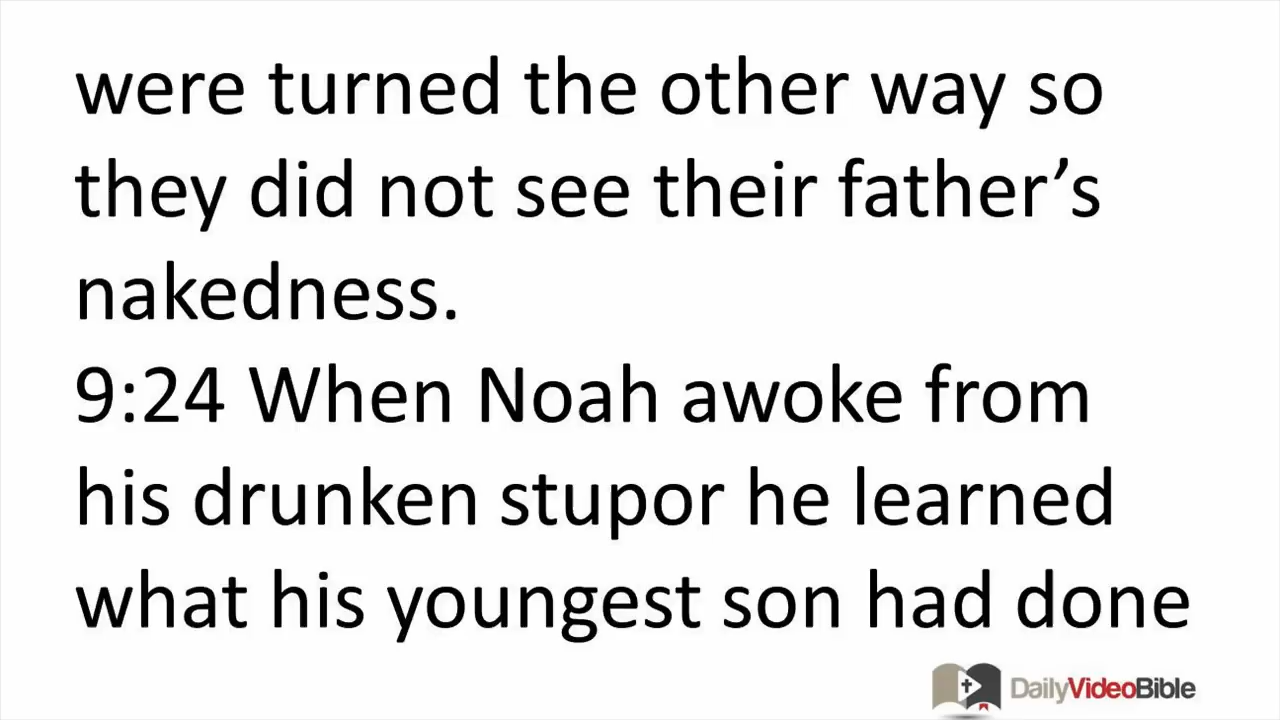 were turned the other way so
they did not see their father’s
nakedness.
9:24 When Noah awoke from
his drunken stupor he learned
what his youngest son had done
DailyVideoBible